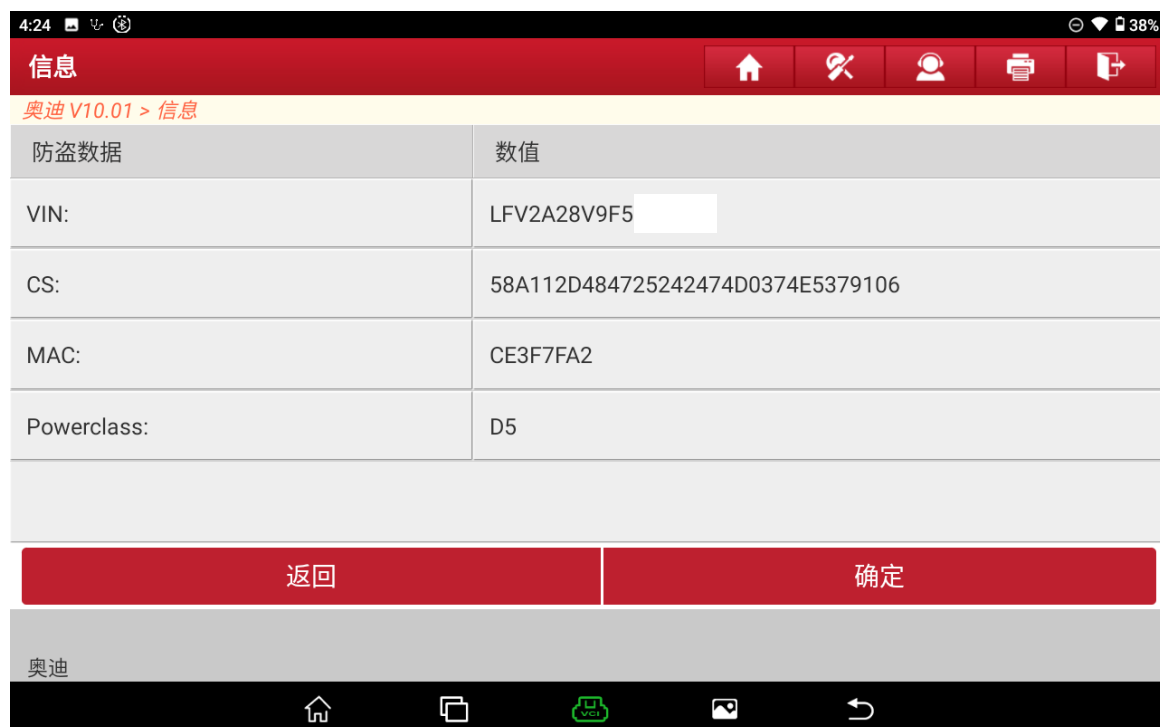 4:24 38%
信息
奥迪 V10.01 > 信息
防盗数据 数值
VIN: LFV2A28V9F5
CS: 58A112D484725242474D0374E5379106
MAC: CE3F7FA2
Powerclass: D5
返回 确定
奥迪
VCI